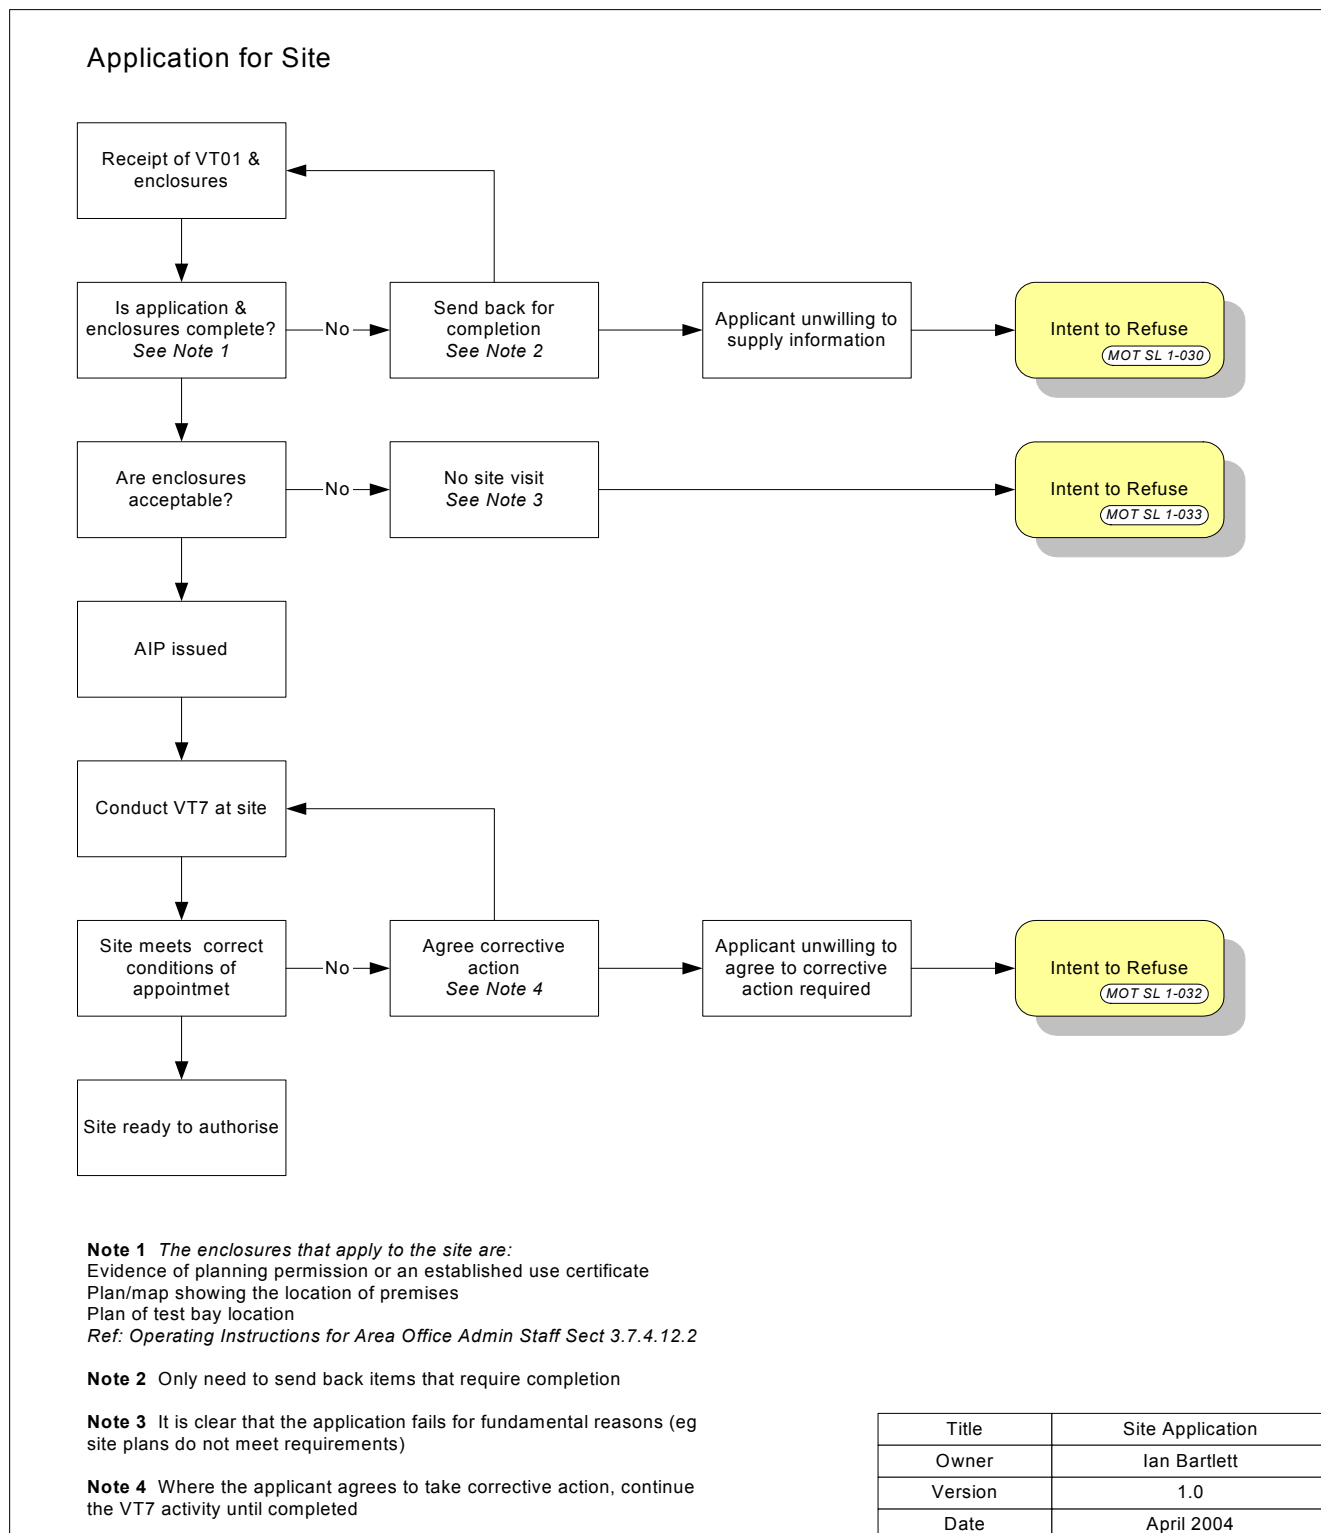 Application for Site
Receipt of VT01 &
enclosures
Is application &
enclosures complete?
See Note 1
No
Send back for
completion
See Note 2
Applicant unwilling to
supply information
Intent to Refuse
MOT SL 1-030
Are enclosures
acceptable?
No
No site visit
See Note 3
Intent to Refuse
MOT SL 1-033
AIP issued
Conduct VT7 at site
Site meets correct
conditions of
appointmet
No
Agree corrective
action
See Note 4
Applicant unwilling to
agree to corrective
action required
Intent to Refuse
MOT SL 1-032
Site ready to authorise
Note 1 The enclosures that apply to the site are:
Evidence of planning permission or an established use certificate
Plan/map showing the location of premises
Plan of test bay location
Ref: Operating Instructions for Area Office Admin Staff Sect 3.7.4.12.2
Note 2 Only need to send back items that require completion
Note 3 It is clear that the application fails for fundamental reasons (eg
site plans do not meet requirements)
Note 4 Where the applicant agrees to take corrective action, continue
the VT7 activity until completed
Title Site Application
Owner Ian Bartlett
Version 1.0
Date April 2004